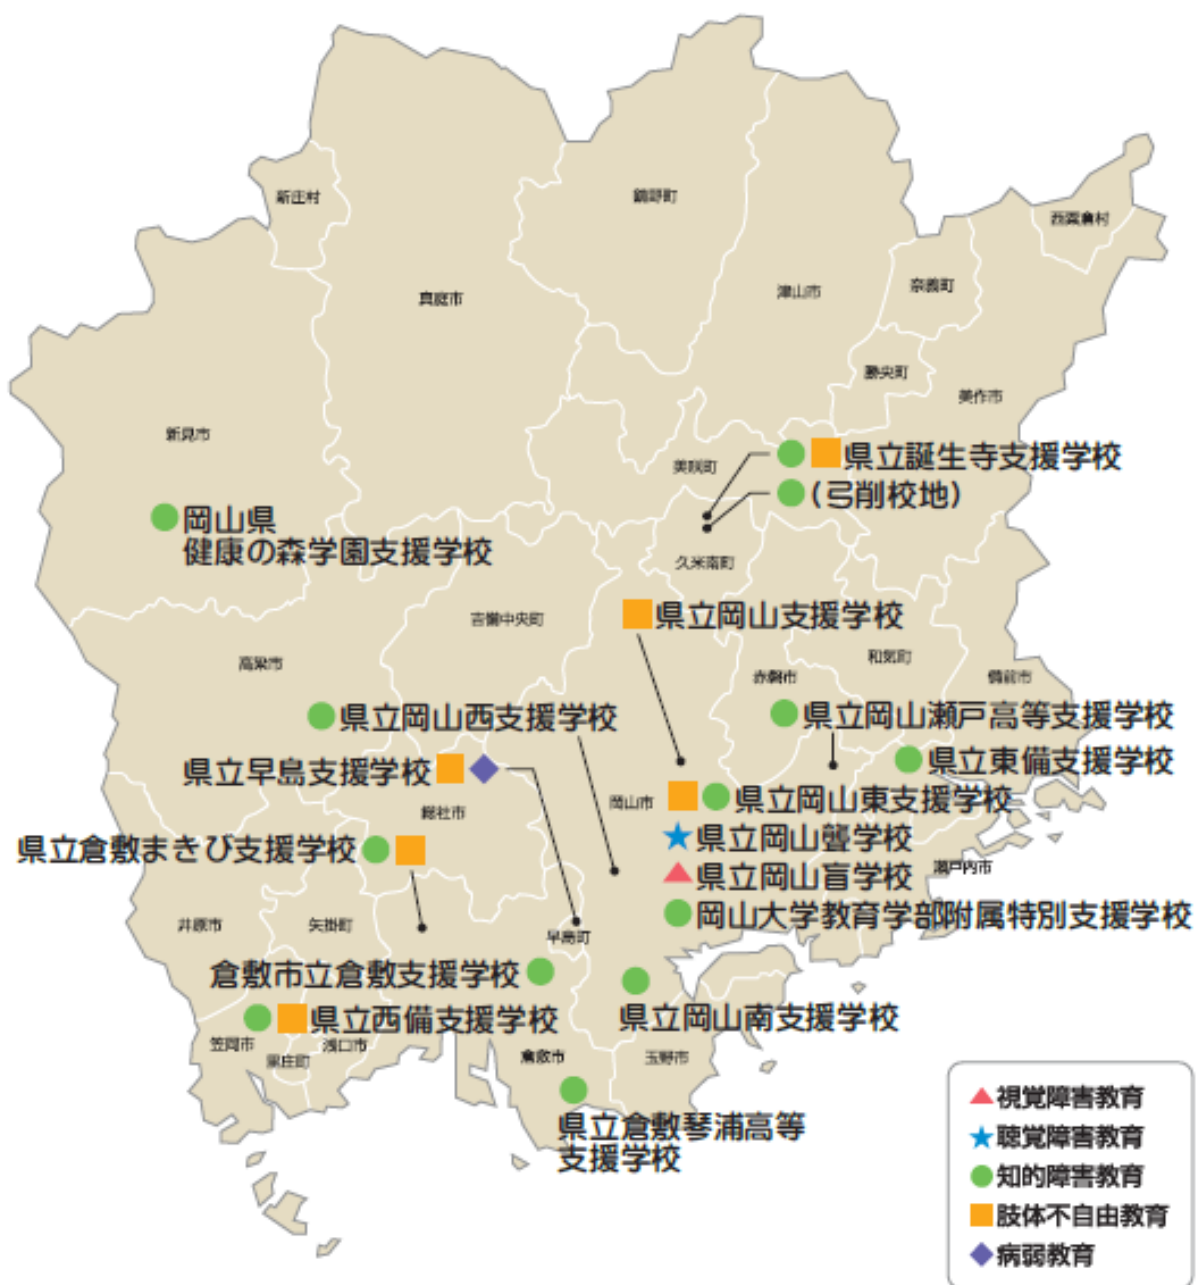 新庄村
鏡野町
西粟倉村
真庭市
津山市
奈義町
勝央町
美作市
新見市
美咲町
県立誕生寺支援学校
(弓削校地)
岡山県
健康の森学園支援学校
久米南町
県立岡山支援学校
吉備中央町
和気町
高梁市
赤磐市
備前市
県立岡山西支援学校
県立岡山瀬戸高等支援学校
県立東備支援学校
県立早島支援学校
岡山市
県立岡山東支援学校
総社市
県立岡山聾学校
県立倉敷まきび支援学校
県立岡山盲学校
瀬戸内市
岡山大学教育学部附属特別支援学校
井原市
矢掛町
早島町
倉敷市立倉敷支援学校
県立岡山南支援学校
県立西備支援学校
笠岡市
里庄町
浅口市
倉敷市
玉野市
県立倉敷琴浦高等
支援学校
視覚障害教育
聴覚障害教育
知的障害教育
肢体不自由教育
病弱教育